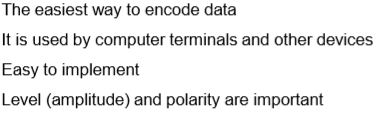 The easiest way to encode data
It is used by computer terminals and other devices
Easy to implement
Level (amplitude) and polarity are important